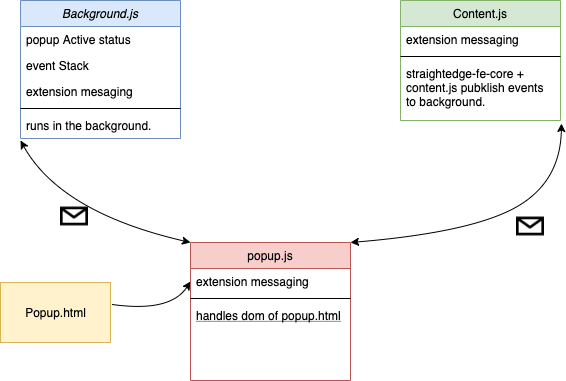 Background.js
popup Active status
event Stack
extension mesaging
runs in the background.
Content.js
extension messaging
straightedge-fe-core +
content.js pubklish events
to background.
popup.js
extension messaging
handles dom of popup.html
Popup.html